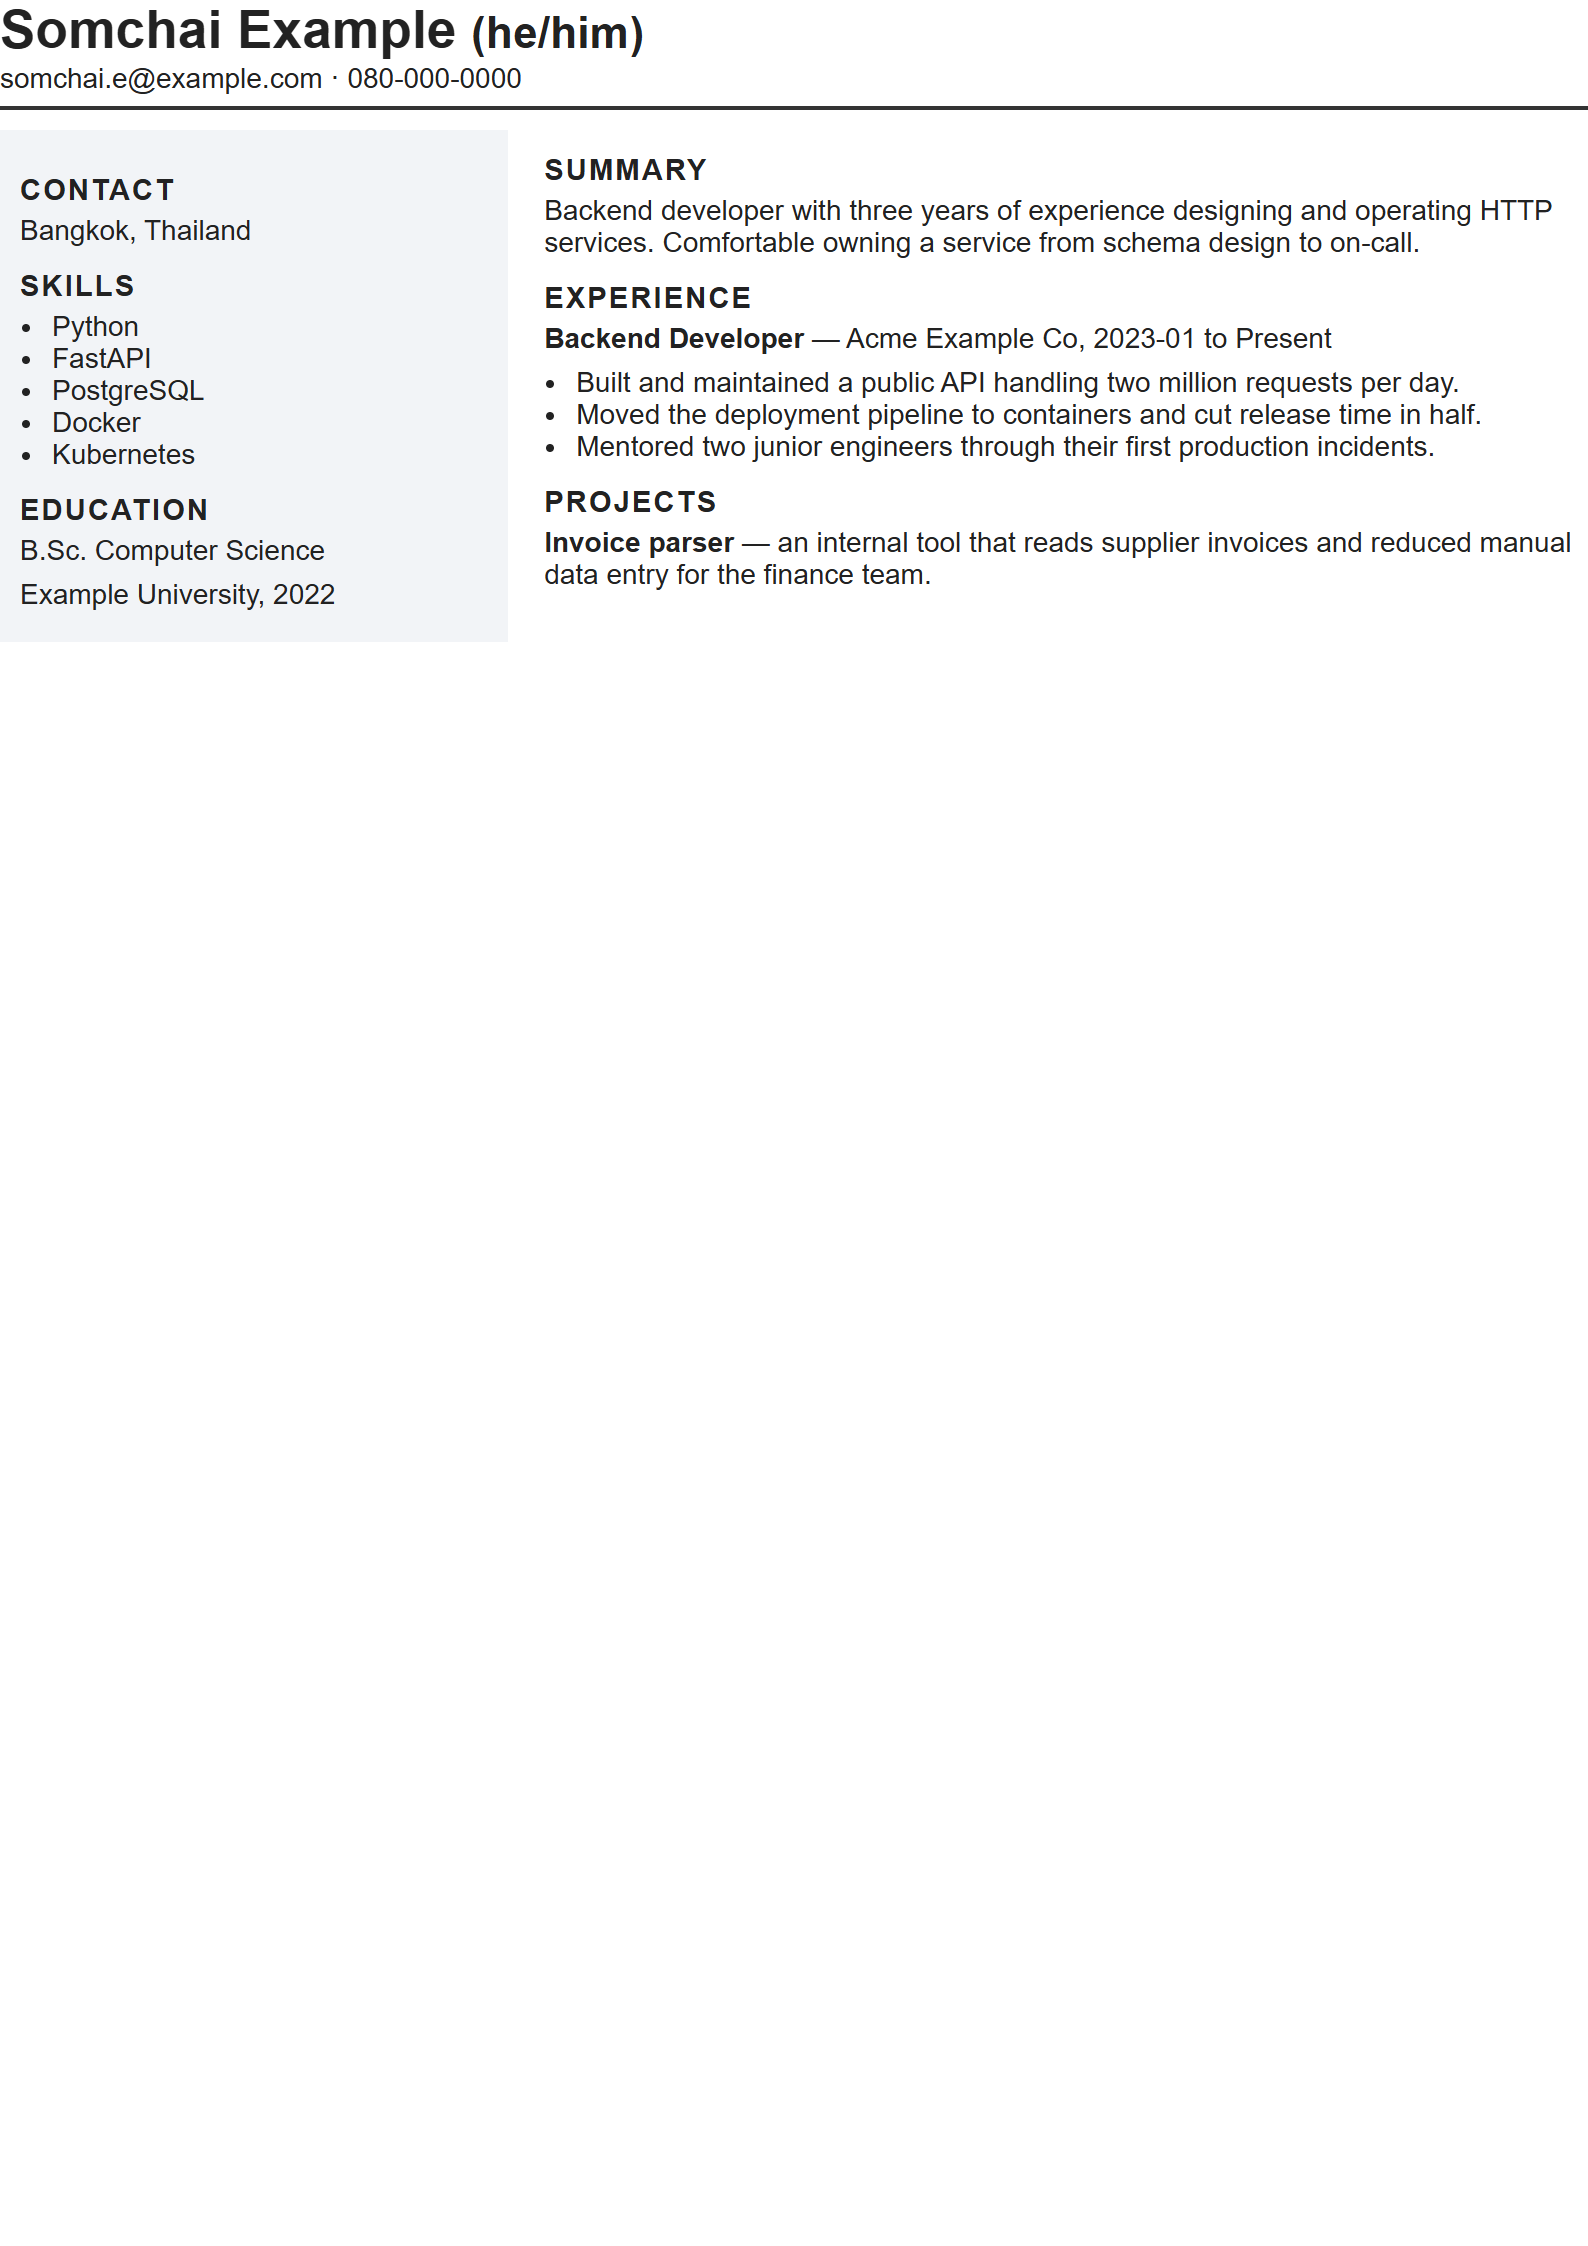 Somchai Example (he/him)
somchai.e@example.com · 080-000-0000
CONTACT
Bangkok, Thailand
SKILLS
• Python
• FastAPI
• PostgreSQL
• Docker
• Kubernetes
EDUCATION
B.Sc. Computer Science
Example University, 2022
SUMMARY
Backend developer with three years of experience designing and operating HTTP
services. Comfortable owning a service from schema design to on-call.
EXPERIENCE
Backend Developer — Acme Example Co, 2023-01 to Present
• Built and maintained a public API handling two million requests per day.
• Moved the deployment pipeline to containers and cut release time in half.
• Mentored two junior engineers through their first production incidents.
PROJECTS
Invoice parser — an internal tool that reads supplier invoices and reduced manual
data entry for the finance team.